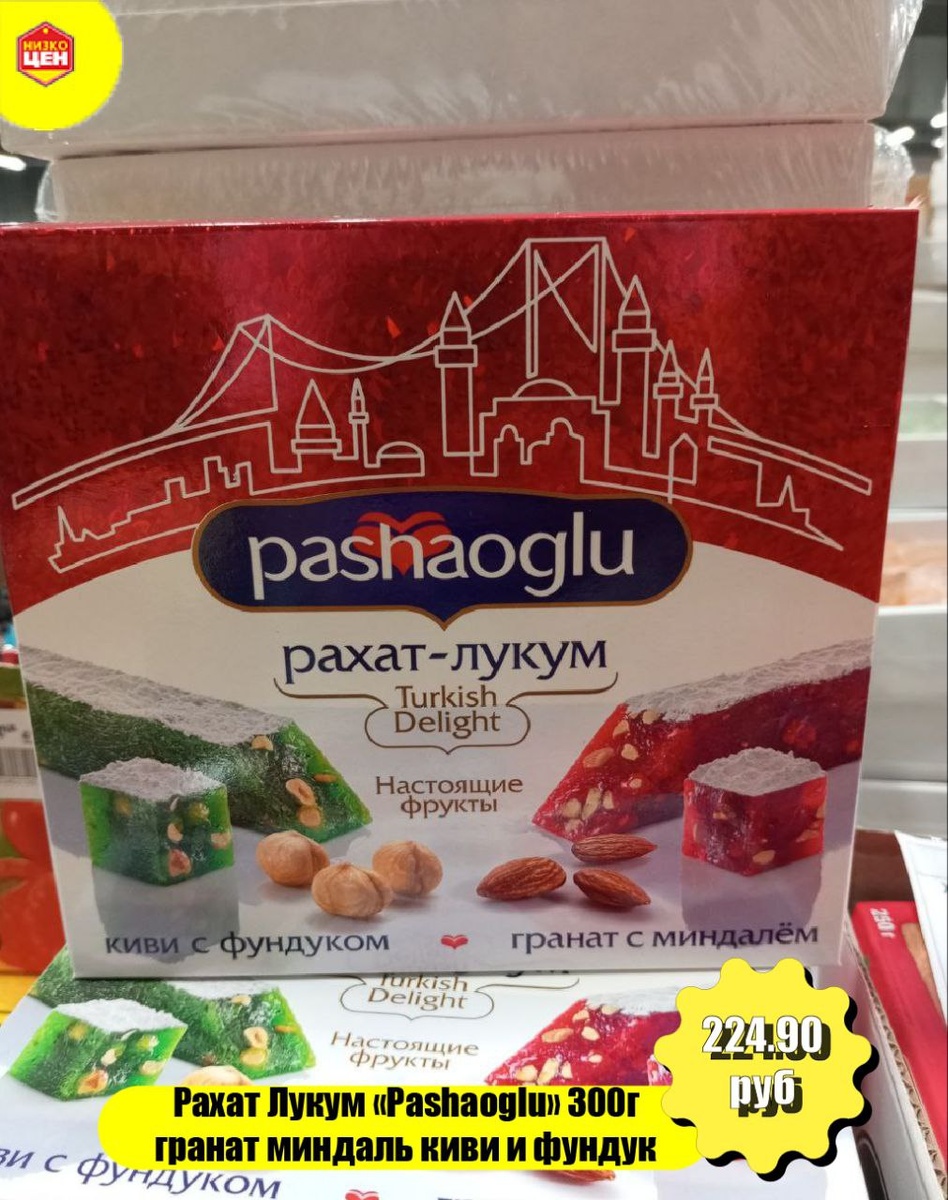 НИЗКО
ЦЕН
pashaoglu
рахат-лукум
Turkish
Delight
Настоящие
фрукты
киви с фундуком
гранат с миндалём
250 г
Turkish
Delight
Настоящие
фрукты
с фундуком
224.90
руб
Рахат Лукум «Pashaoglu» 300г
гранат миндаль киви и фундук